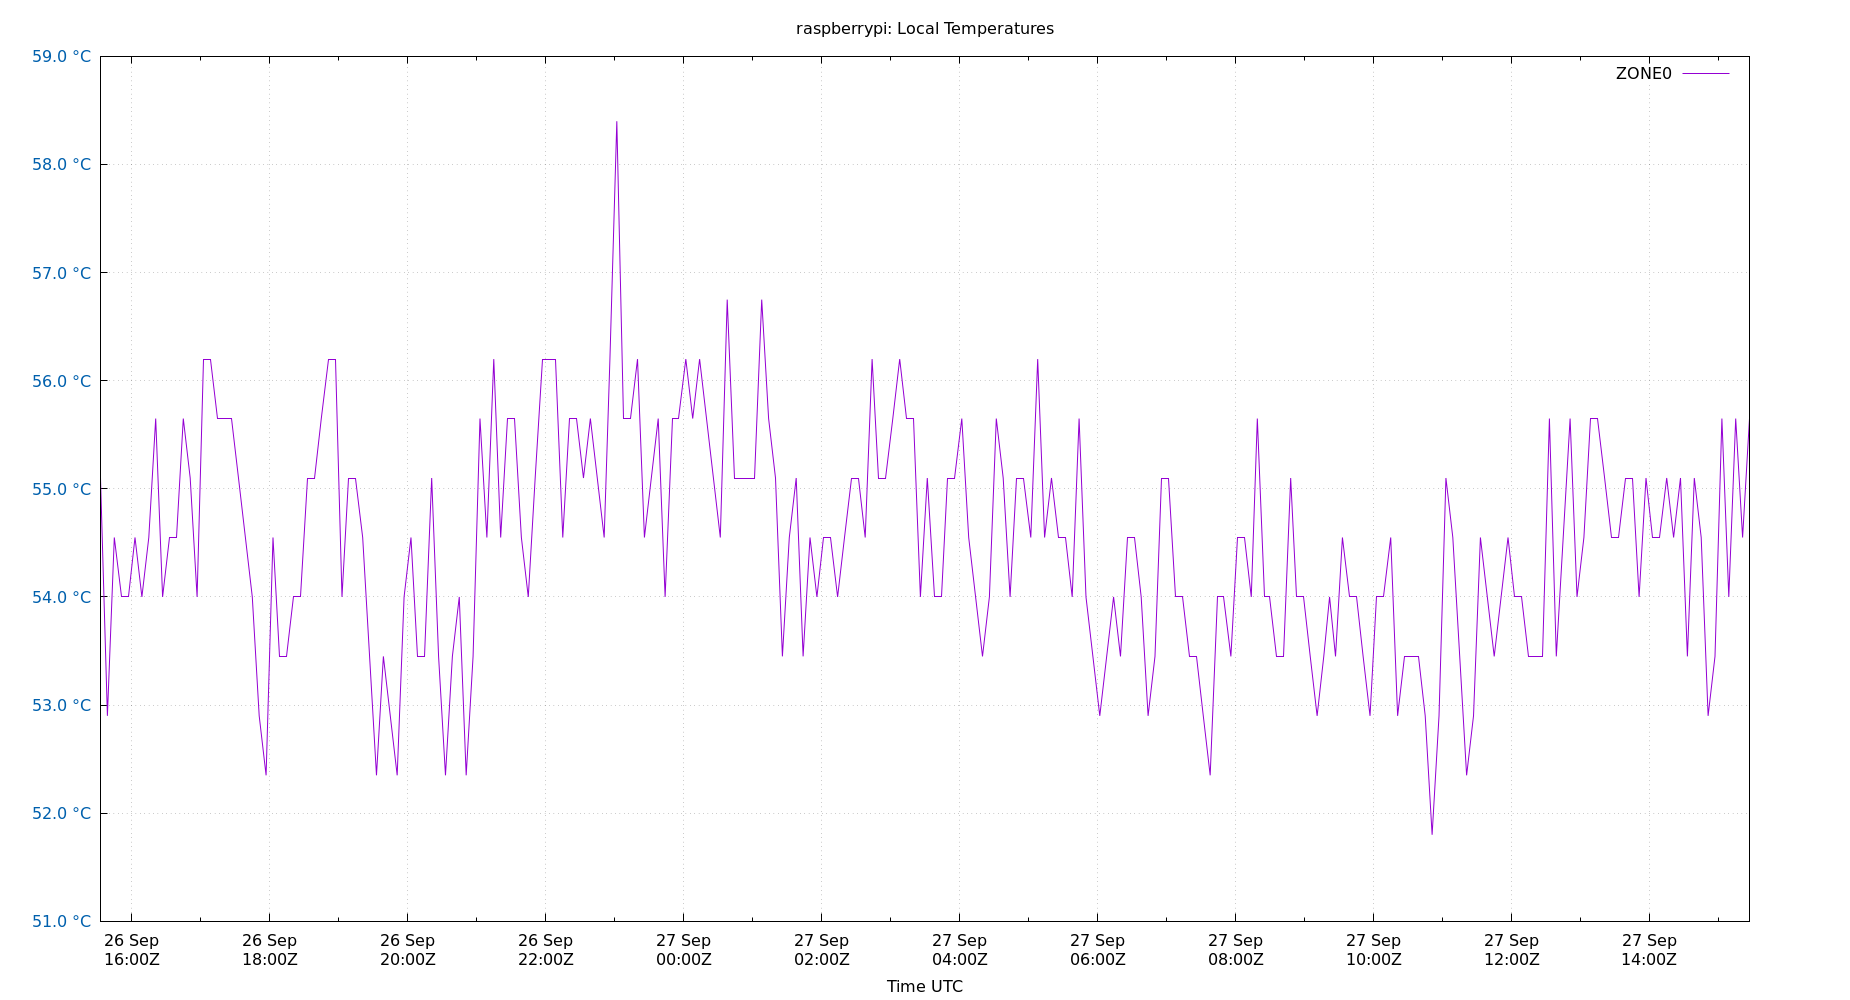 raspberrypi: Local Temperatures
59.0 °C
ZONE0
58.0 °C
57.0 °C
56.0 °C
55.0 °C
54.0 °C
53.0 °C
52.0 °C
51.0 °C
26 Sep 26 Sep 26 Sep 26 Sep 27 Sep 27 Sep 27 Sep 27 Sep 27 Sep 27 Sep 27 Sep 27 Sep
16:00Z 18:00Z 20:00Z 22:00Z 00:00Z 02:00Z 04:00Z 06:00Z 08:00Z 10:00Z 12:00Z 14:00Z
Time UTC